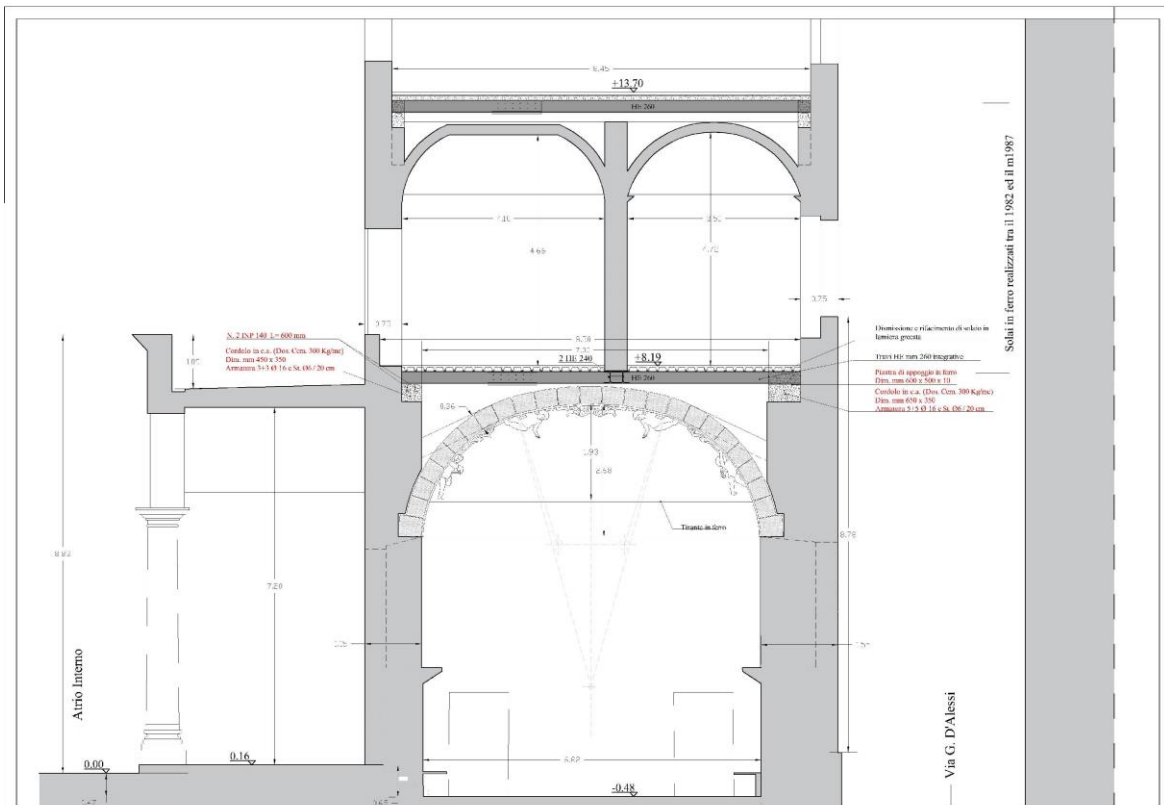 +13.70
HE 260
4.66
Solai in ferro realizzati tra il 1982 ed il m1987
N. 2 INP 140 L= 600 mm
Cordolo in c.a. (Dos. Cem. 300 Kg/mc)
Dim. mm 450 x 350
Armatura 3+3 Ø 16 e St. Ø6 / 20 cm
2 HE 240
+8.19
HE 260
Dismissione e rifacimento di solaio in
lamiera grecata
Travi HE mm 260 integrative
Piastra di appoggio in ferro
Dim. mm 600 x 500 x 10
Cordolo in c.a. (Dos. Cem. 300 Kg/mc)
Dim. mm 650 x 350
Armatura 5+5 Ø 16 e St. Ø6 / 20 cm
Tirante in ferro
8.78
7.20
Atrio Interno
Via G. D'Alessi
0.00
0.16
-0.48